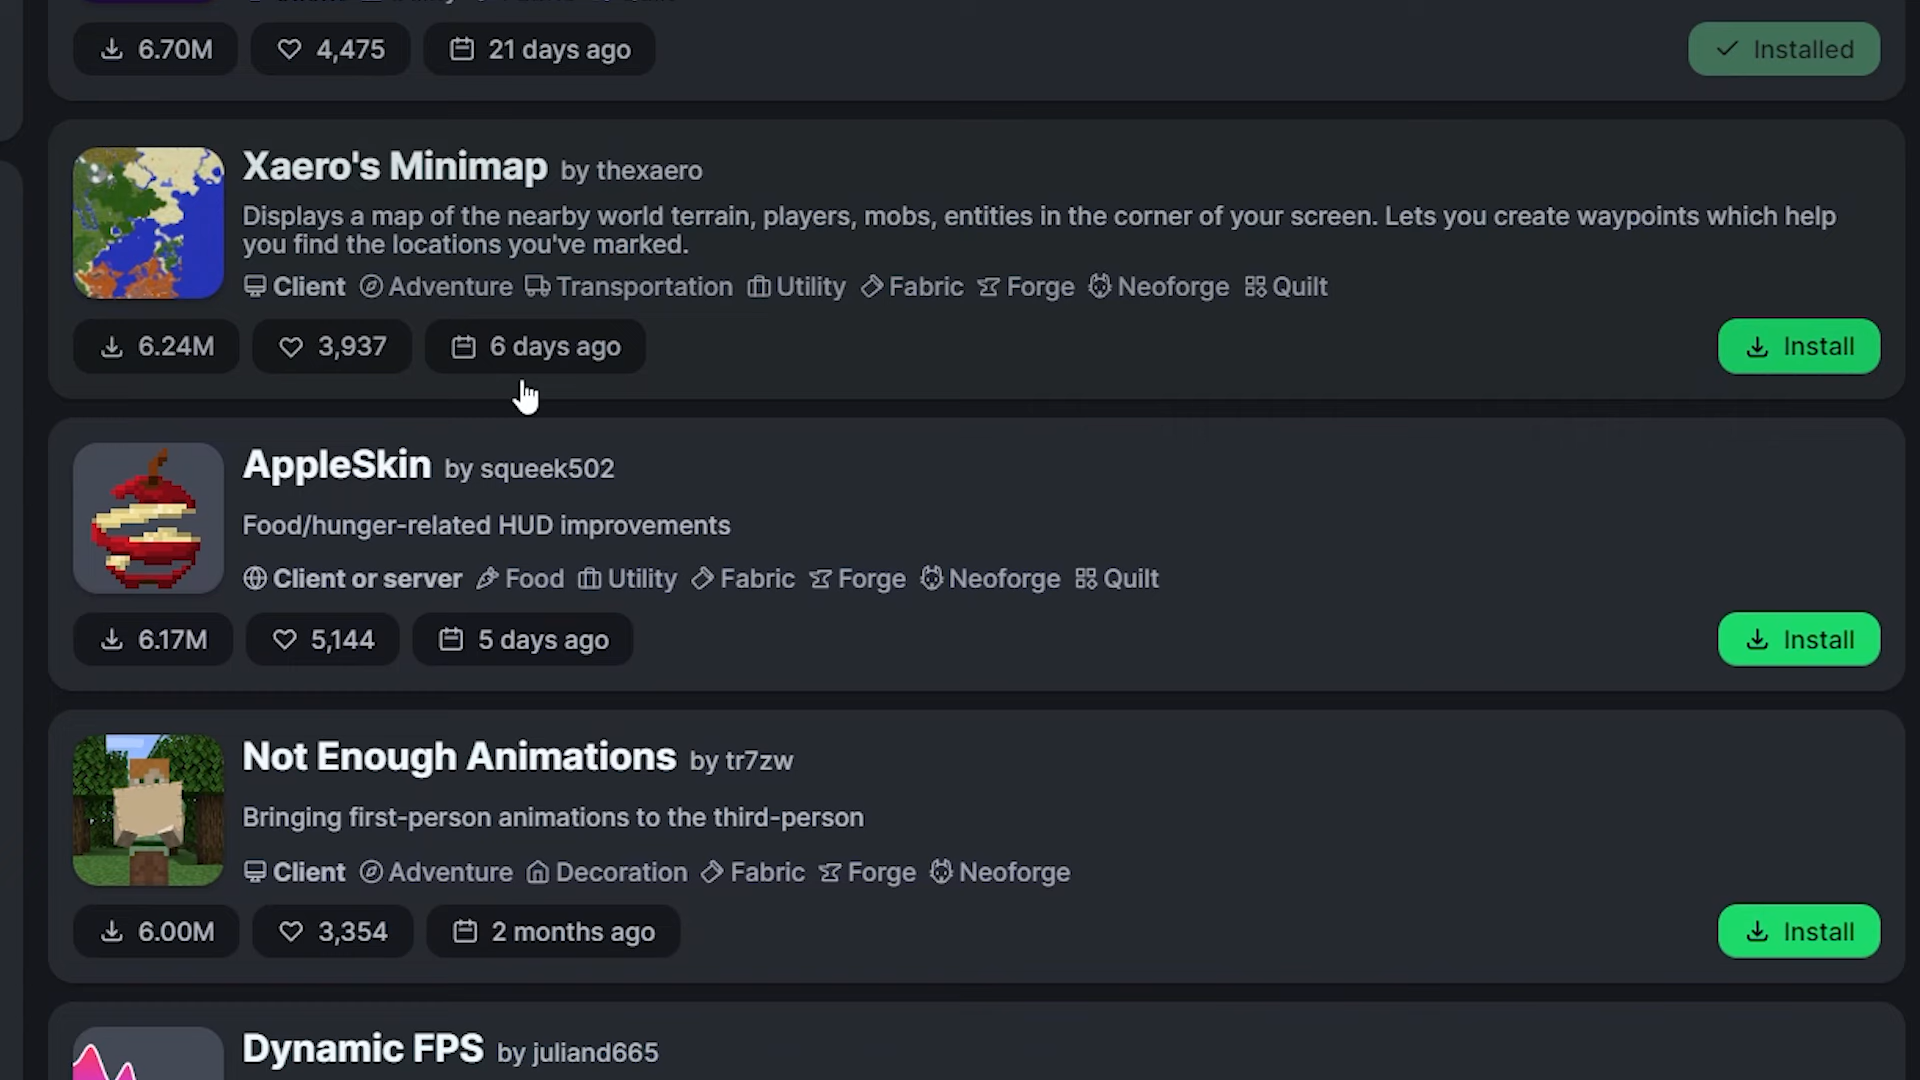 6.70M 4,475 21 days ago Installed
Xaero's Minimap by thexaero
Displays a map of the nearby world terrain, players, mobs, entities in the corner of your screen. Lets you create waypoints which help
you find the locations you've marked.
Client Adventure Transportation Utility Fabric Forge Neoforge Quilt
6.24M 3,937 6 days ago Install
AppleSkin by squeek502
Food/hunger-related HUD improvements
Client or server Food Utility Fabric Forge Neoforge Quilt
6.17M 5,144 5 days ago Install
Not Enough Animations by tr7zw
Bringing first-person animations to the third-person
Client Adventure Decoration Fabric Forge Neoforge
6.00M 3,354 2 months ago Install
Dynamic FPS by juliand665